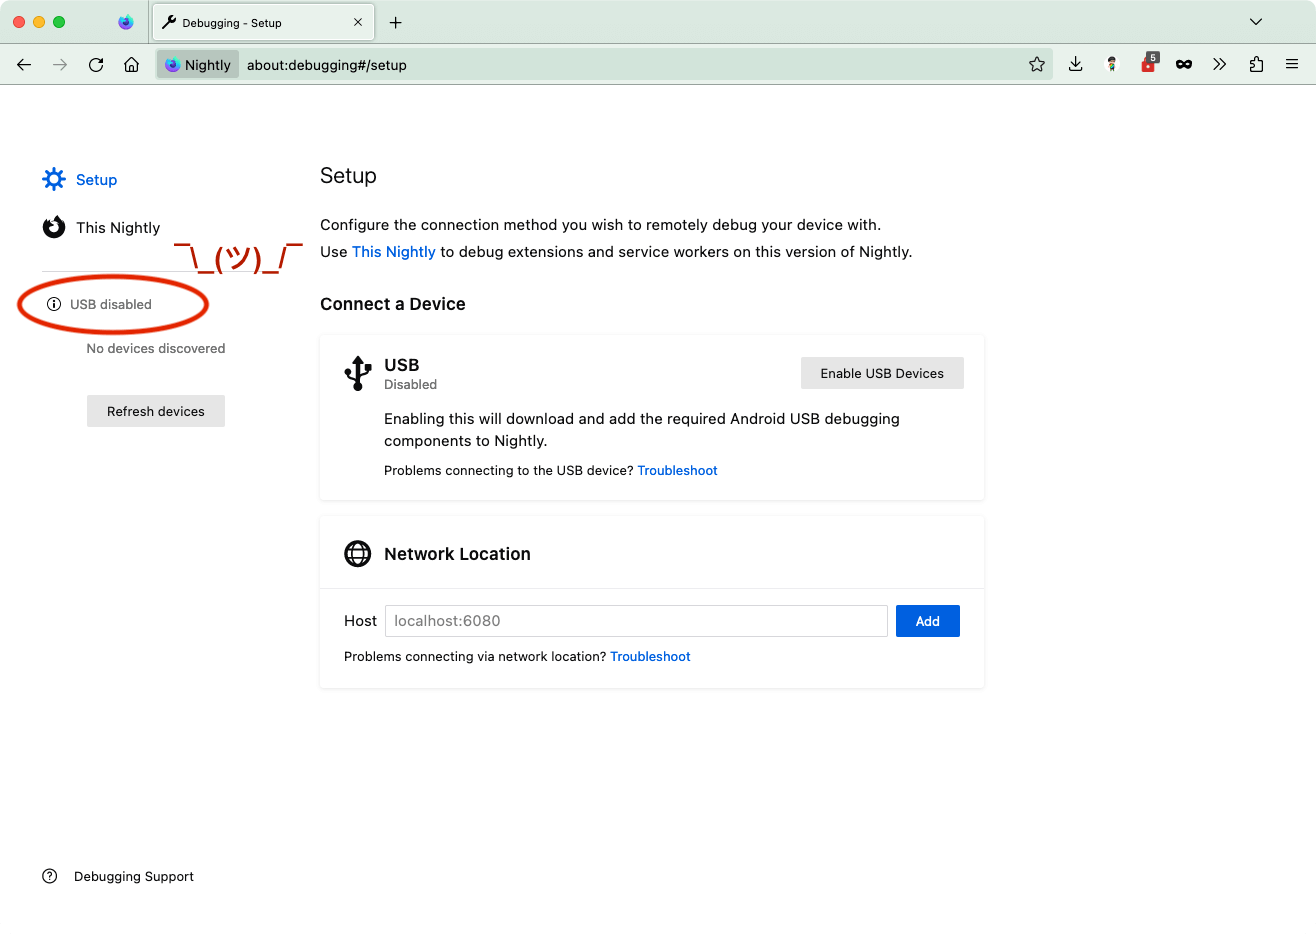 Debugging - Setup
Nightly
about:debugging#/setup
5
Setup
This Nightly
¯\_(ツ)_/¯
USB disabled
No devices discovered
Refresh devices
Setup
Configure the connection method you wish to remotely debug your device with.
Use This Nightly to debug extensions and service workers on this version of Nightly.
Connect a Device
USB
Disabled
Enable USB Devices
Enabling this will download and add the required Android USB debugging
components to Nightly.
Problems connecting to the USB device? Troubleshoot
Network Location
Host
localhost:6080
Add
Problems connecting via network location? Troubleshoot
Debugging Support